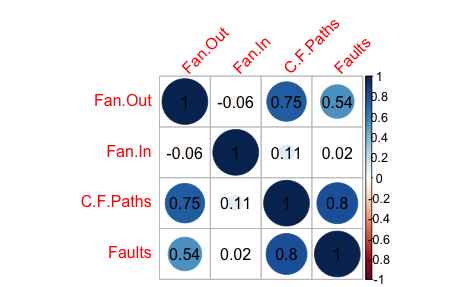 Fan.Out
Fan.In
C.F.Paths
Faults
Fan.Out 1 -0.06 0.75 0.54
Fan.In -0.06 1 0.11 0.02
C.F.Paths 0.75 0.11 1 0.8
Faults 0.54 0.02 0.8 1
1
0.8
0.6
0.4
0.2
0
-0.2
-0.4
-0.6
-0.8
-1